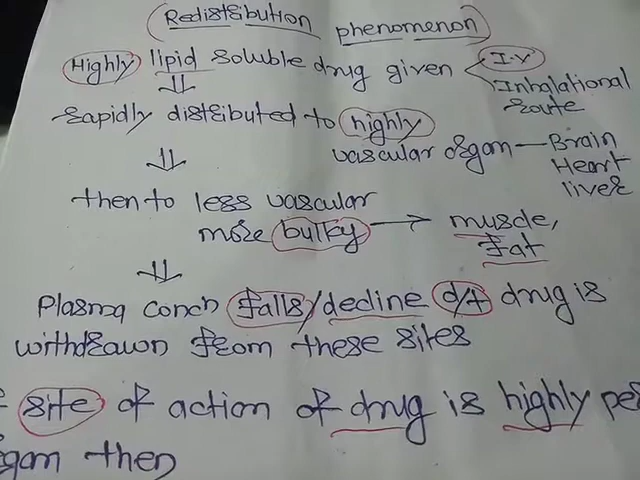 (Redistribution phenomenon)
Highly lipid soluble drug given < I.V
Inhalational route
⇓
rapidly distributed to highly
vascular organ — Brain
Heart
liver
⇓
then to less vascular
more bulky → muscle,
fat
⇓
Plasma concn falls/decline d/t drug is
withdrawn from these sites
site of action of drug is highly
then